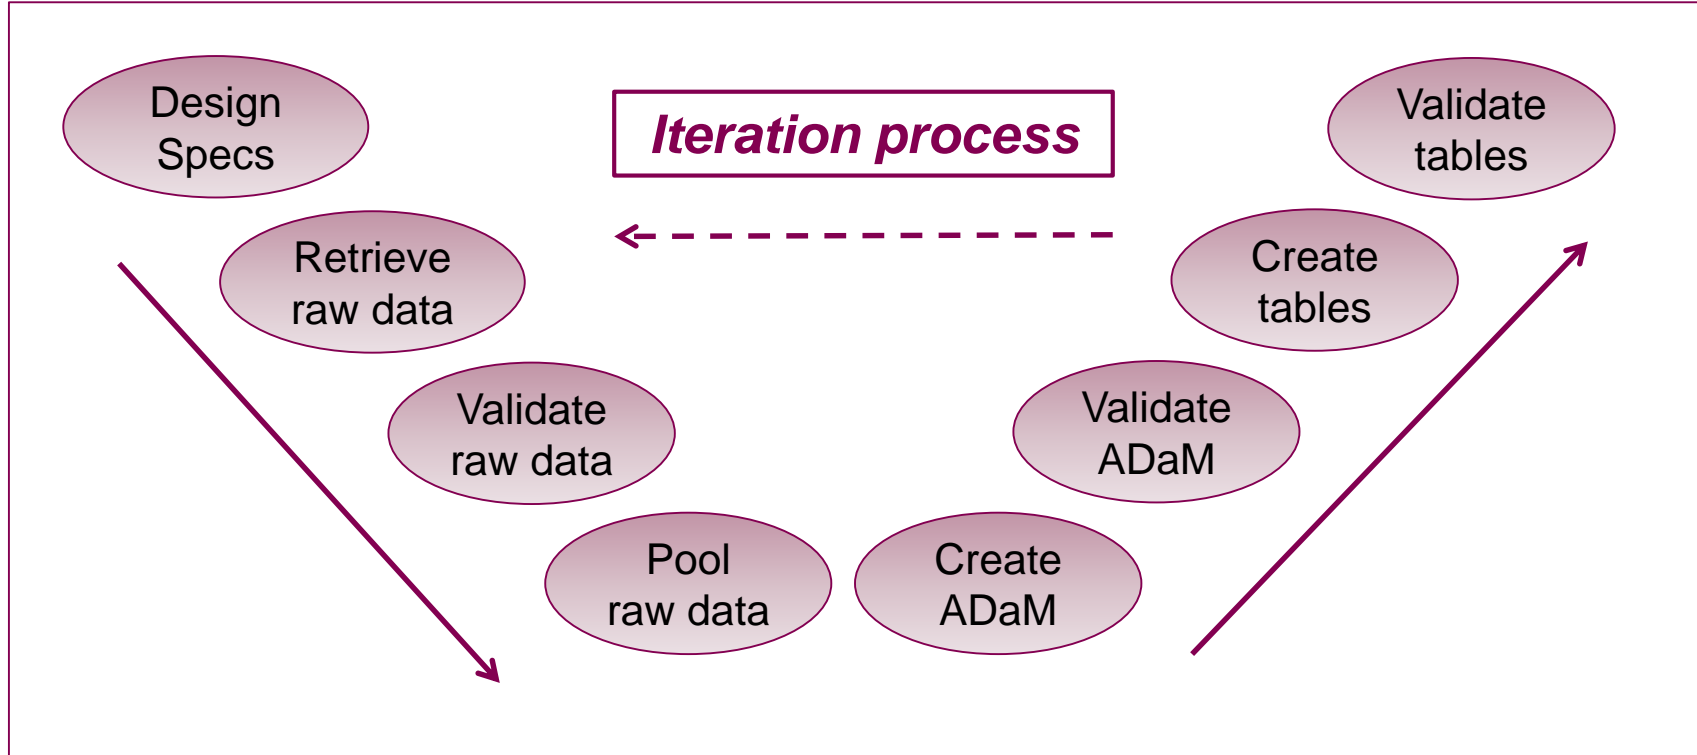 Design
Specs
Retrieve
raw data
Validate
raw data
Pool
raw data
Create
ADaM
Validate
ADaM
Create
tables
Validate
tables
Iteration process